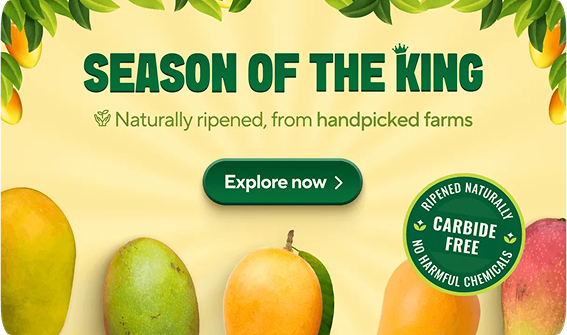 SEASON OF THE KING
Naturally ripened, from handpicked farms
Explore now
RIPENED NATURALLY
CARBIDE
FREE
NO HARMFUL CHEMICALS